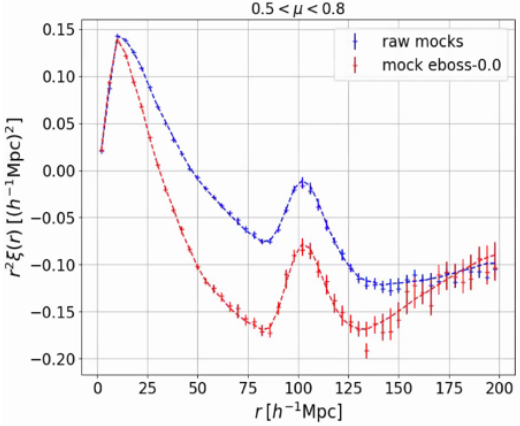 0.5 < μ < 0.8
raw mocks
mock eboss-0.0
r²ξ(r) [(h⁻¹Mpc)²]
0.15
0.10
0.05
0.00
−0.05
−0.10
−0.15
−0.20
0 25 50 75 100 125 150 175 200
r [h⁻¹Mpc]